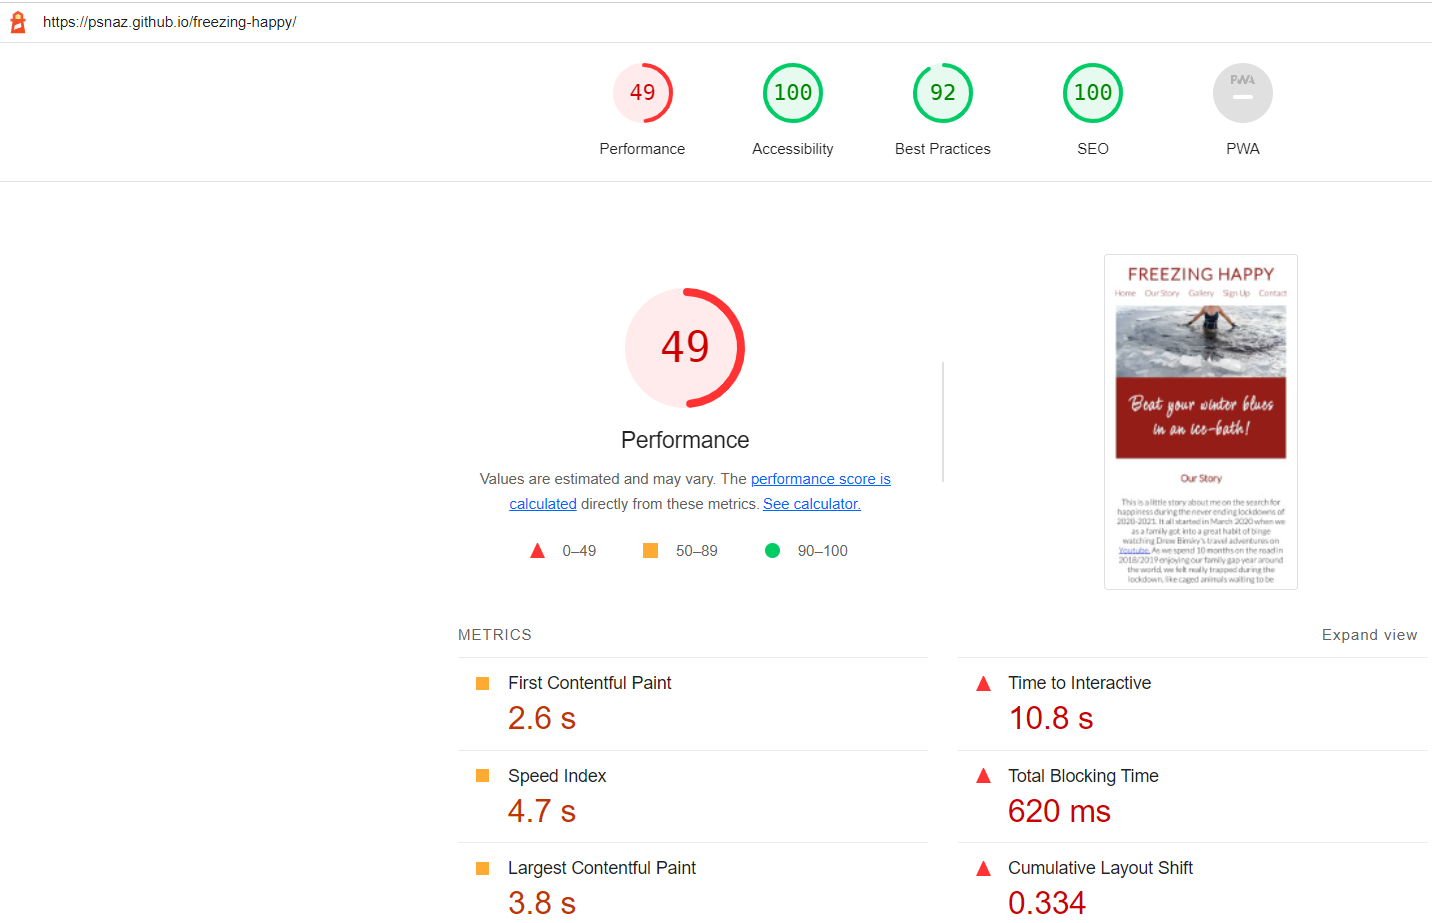 https://psnaz.github.io/freezing-happy/
49
100
92
100
PWA
Performance
Accessibility
Best Practices
SEO
PWA
49
Performance
Values are estimated and may vary. The performance score is
calculated directly from these metrics. See calculator.
0–49
50–89
90–100
FREEZING HAPPY
Home Our Story Gallery Sign Up Contact
Beat your winter blues
in an ice-bath!
Our Story
This is a little story about me on the search for
happiness during the never ending lockdowns of
2020-2021. It all started in March 2020 when we
as a family got into a great habit of binge
watching Drew Binsky's travel adventures on
Youtube. As we spend 10 months on the road in
2018/2019 enjoying our family gap year around
the world, we felt really trapped during the
lockdown, like caged animals waiting to be
METRICS
Expand view
First Contentful Paint
2.6 s
Time to Interactive
10.8 s
Speed Index
4.7 s
Total Blocking Time
620 ms
Largest Contentful Paint
3.8 s
Cumulative Layout Shift
0.334